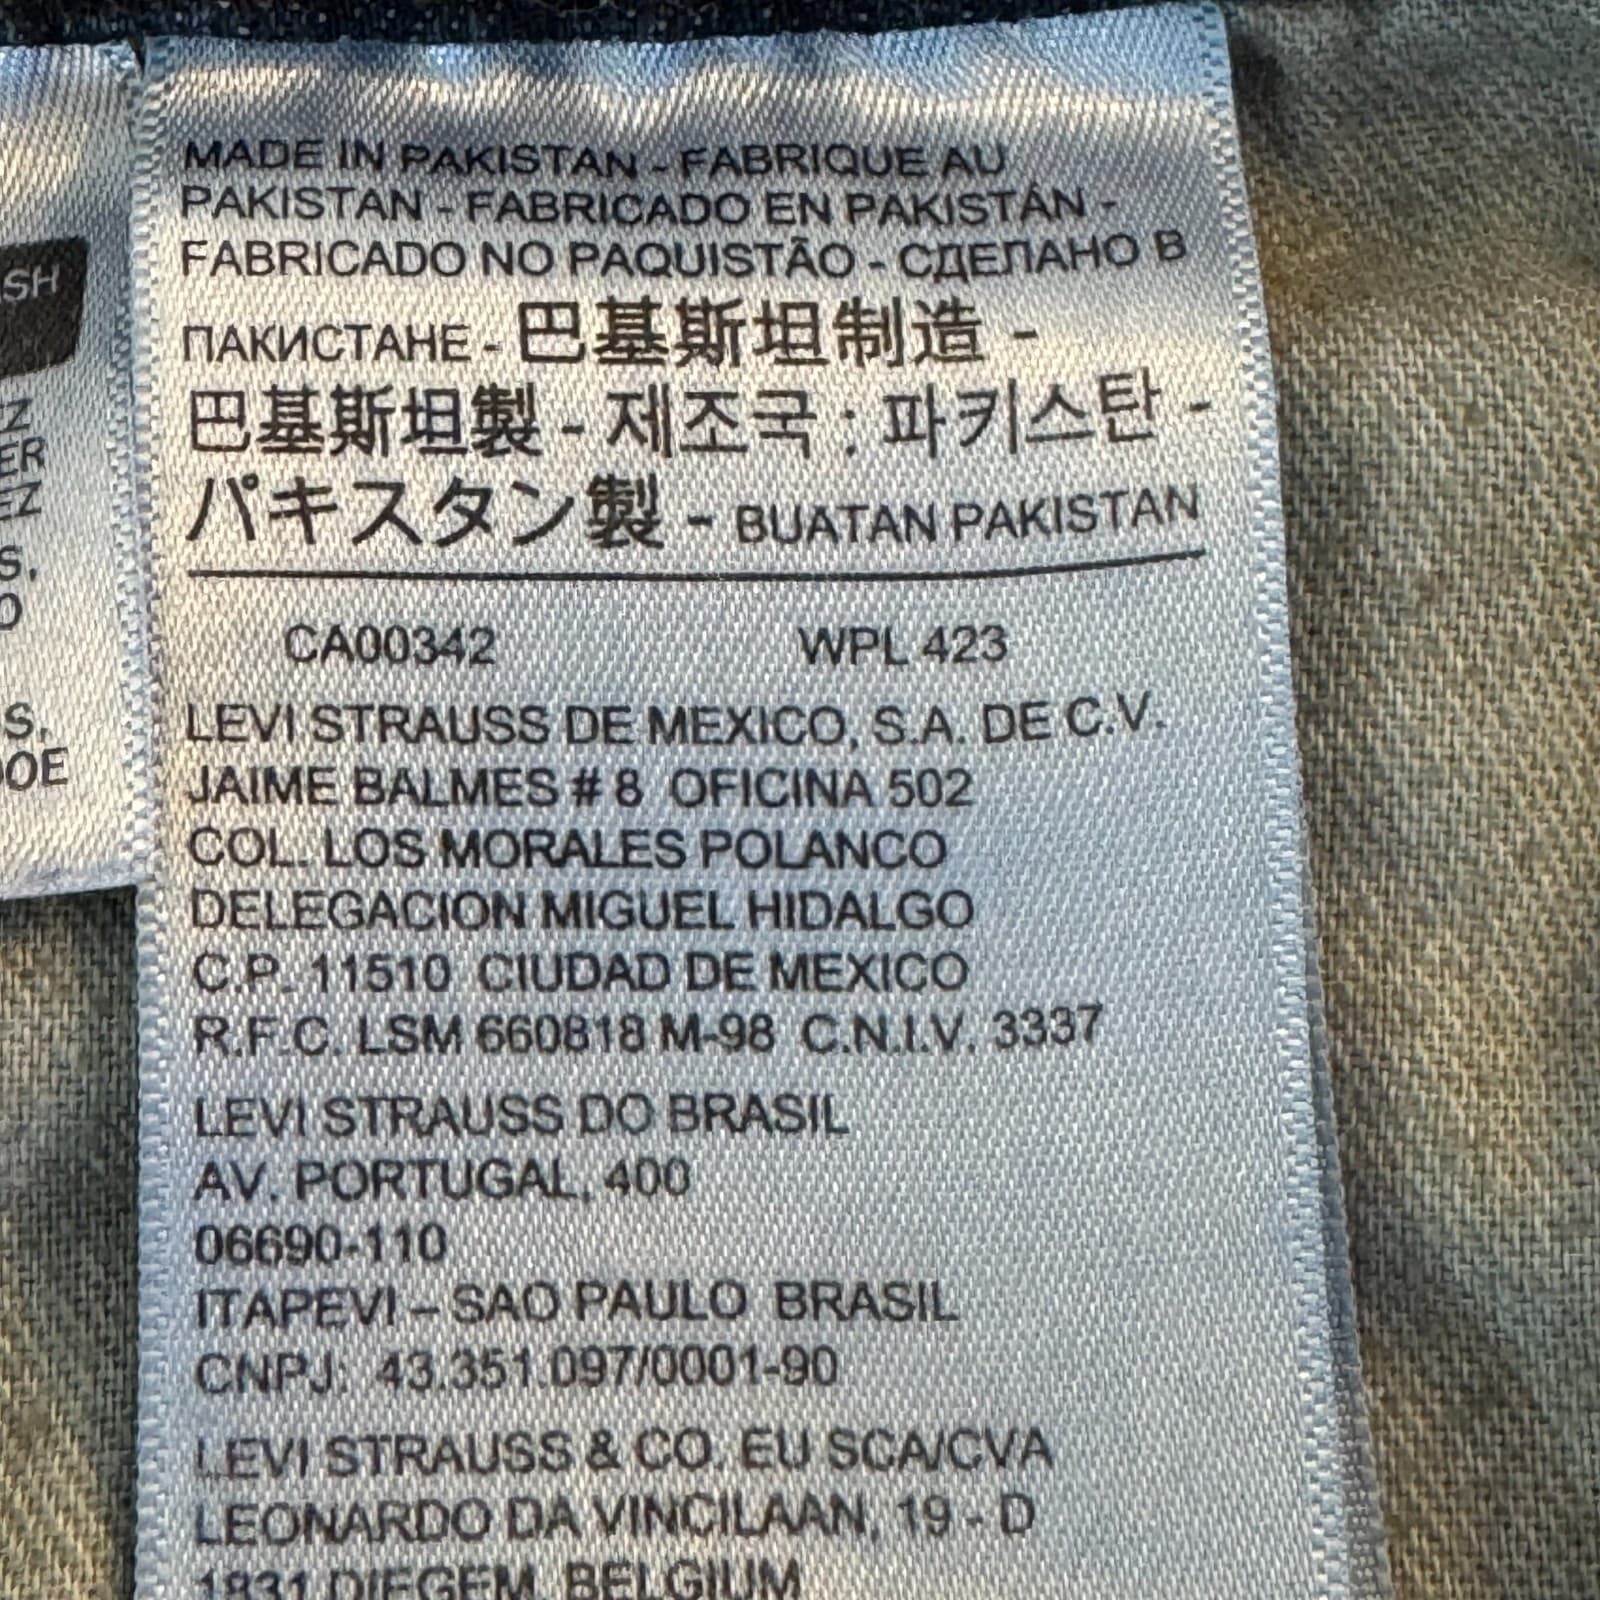 MADE IN PAKISTAN - FABRIQUE AU
PAKISTAN - FABRICADO EN PAKISTÁN -
FABRICADO NO PAQUISTÃO - СДЕЛАНО В
ПАКИСТАНЕ - 巴基斯坦制造 -
巴基斯坦製 - 제조국 : 파키스탄 -
パキスタン製 - BUATAN PAKISTAN
CA00342 WPL 423
LEVI STRAUSS DE MEXICO, S.A. DE C.V.
JAIME BALMES # 8 OFICINA 502
COL. LOS MORALES POLANCO
DELEGACION MIGUEL HIDALGO
C.P. 11510 CIUDAD DE MEXICO
R.F.C. LSM 660818 M-98 C.N.I.V. 3337
LEVI STRAUSS DO BRASIL
AV. PORTUGAL, 400
06690-110
ITAPEVI – SAO PAULO BRASIL
CNPJ: 43.351.097/0001-90
LEVI STRAUSS & CO. EU SCA/CVA
LEONARDO DA VINCILAAN, 19 - D
1831 DIEGEM, BELGIUM